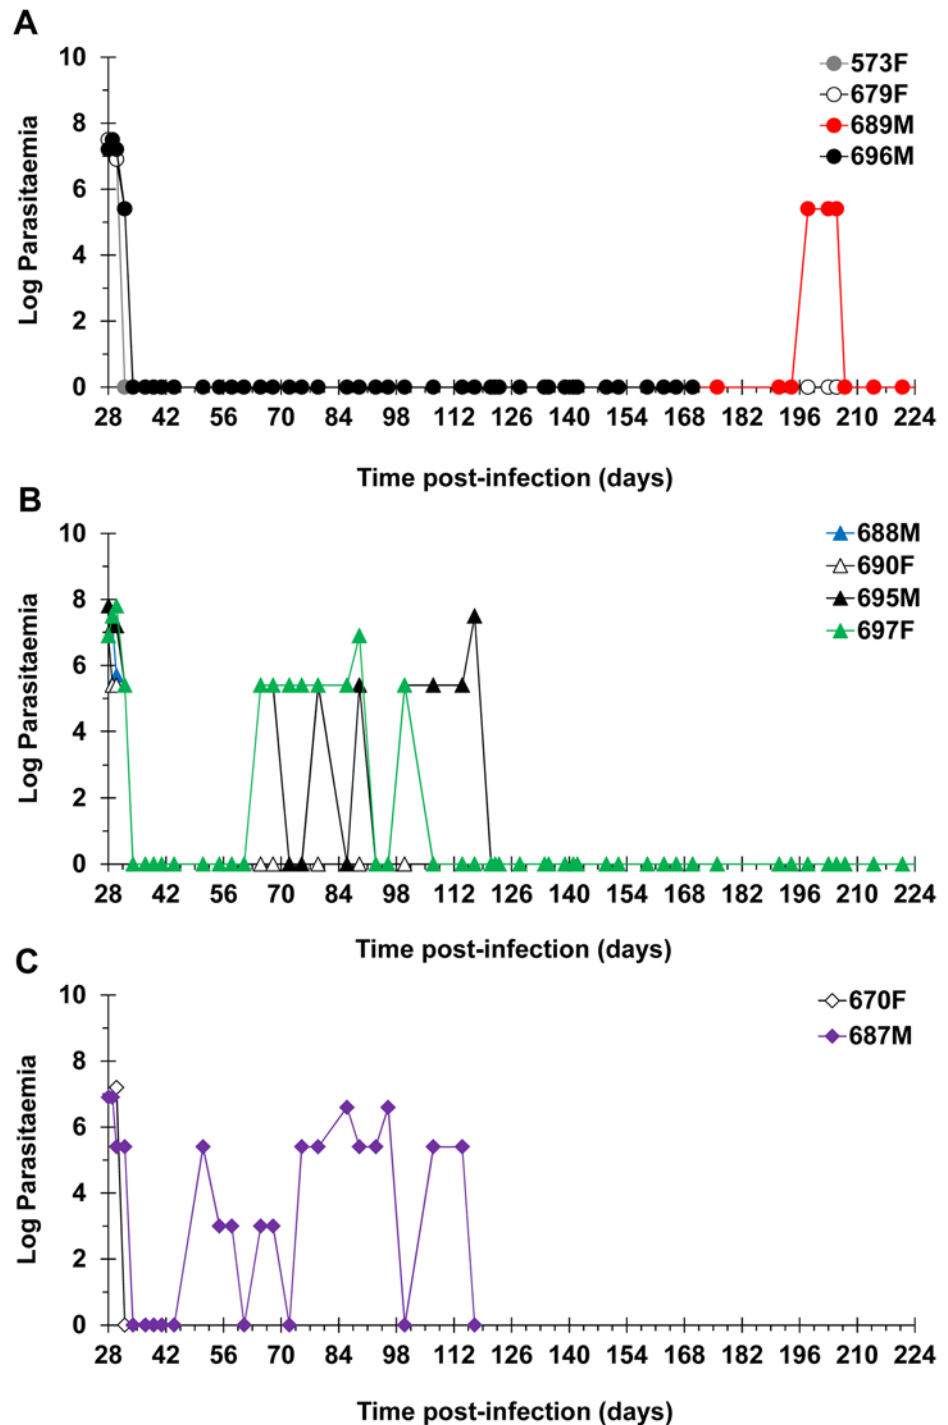 A
10
8
6
4
2
0
Log Parasitaemia
573F
679F
689M
696M
28 42 56 70 84 98 112 126 140 154 168 182 196 210 224
Time post-infection (days)
B
10
8
6
4
2
0
Log Parasitaemia
688M
690F
695M
697F
28 42 56 70 84 98 112 126 140 154 168 182 196 210 224
Time post-infection (days)
C
10
8
6
4
2
0
Log Parasitaemia
670F
687M
28 42 56 70 84 98 112 126 140 154 168 182 196 210 224
Time post-infection (days)